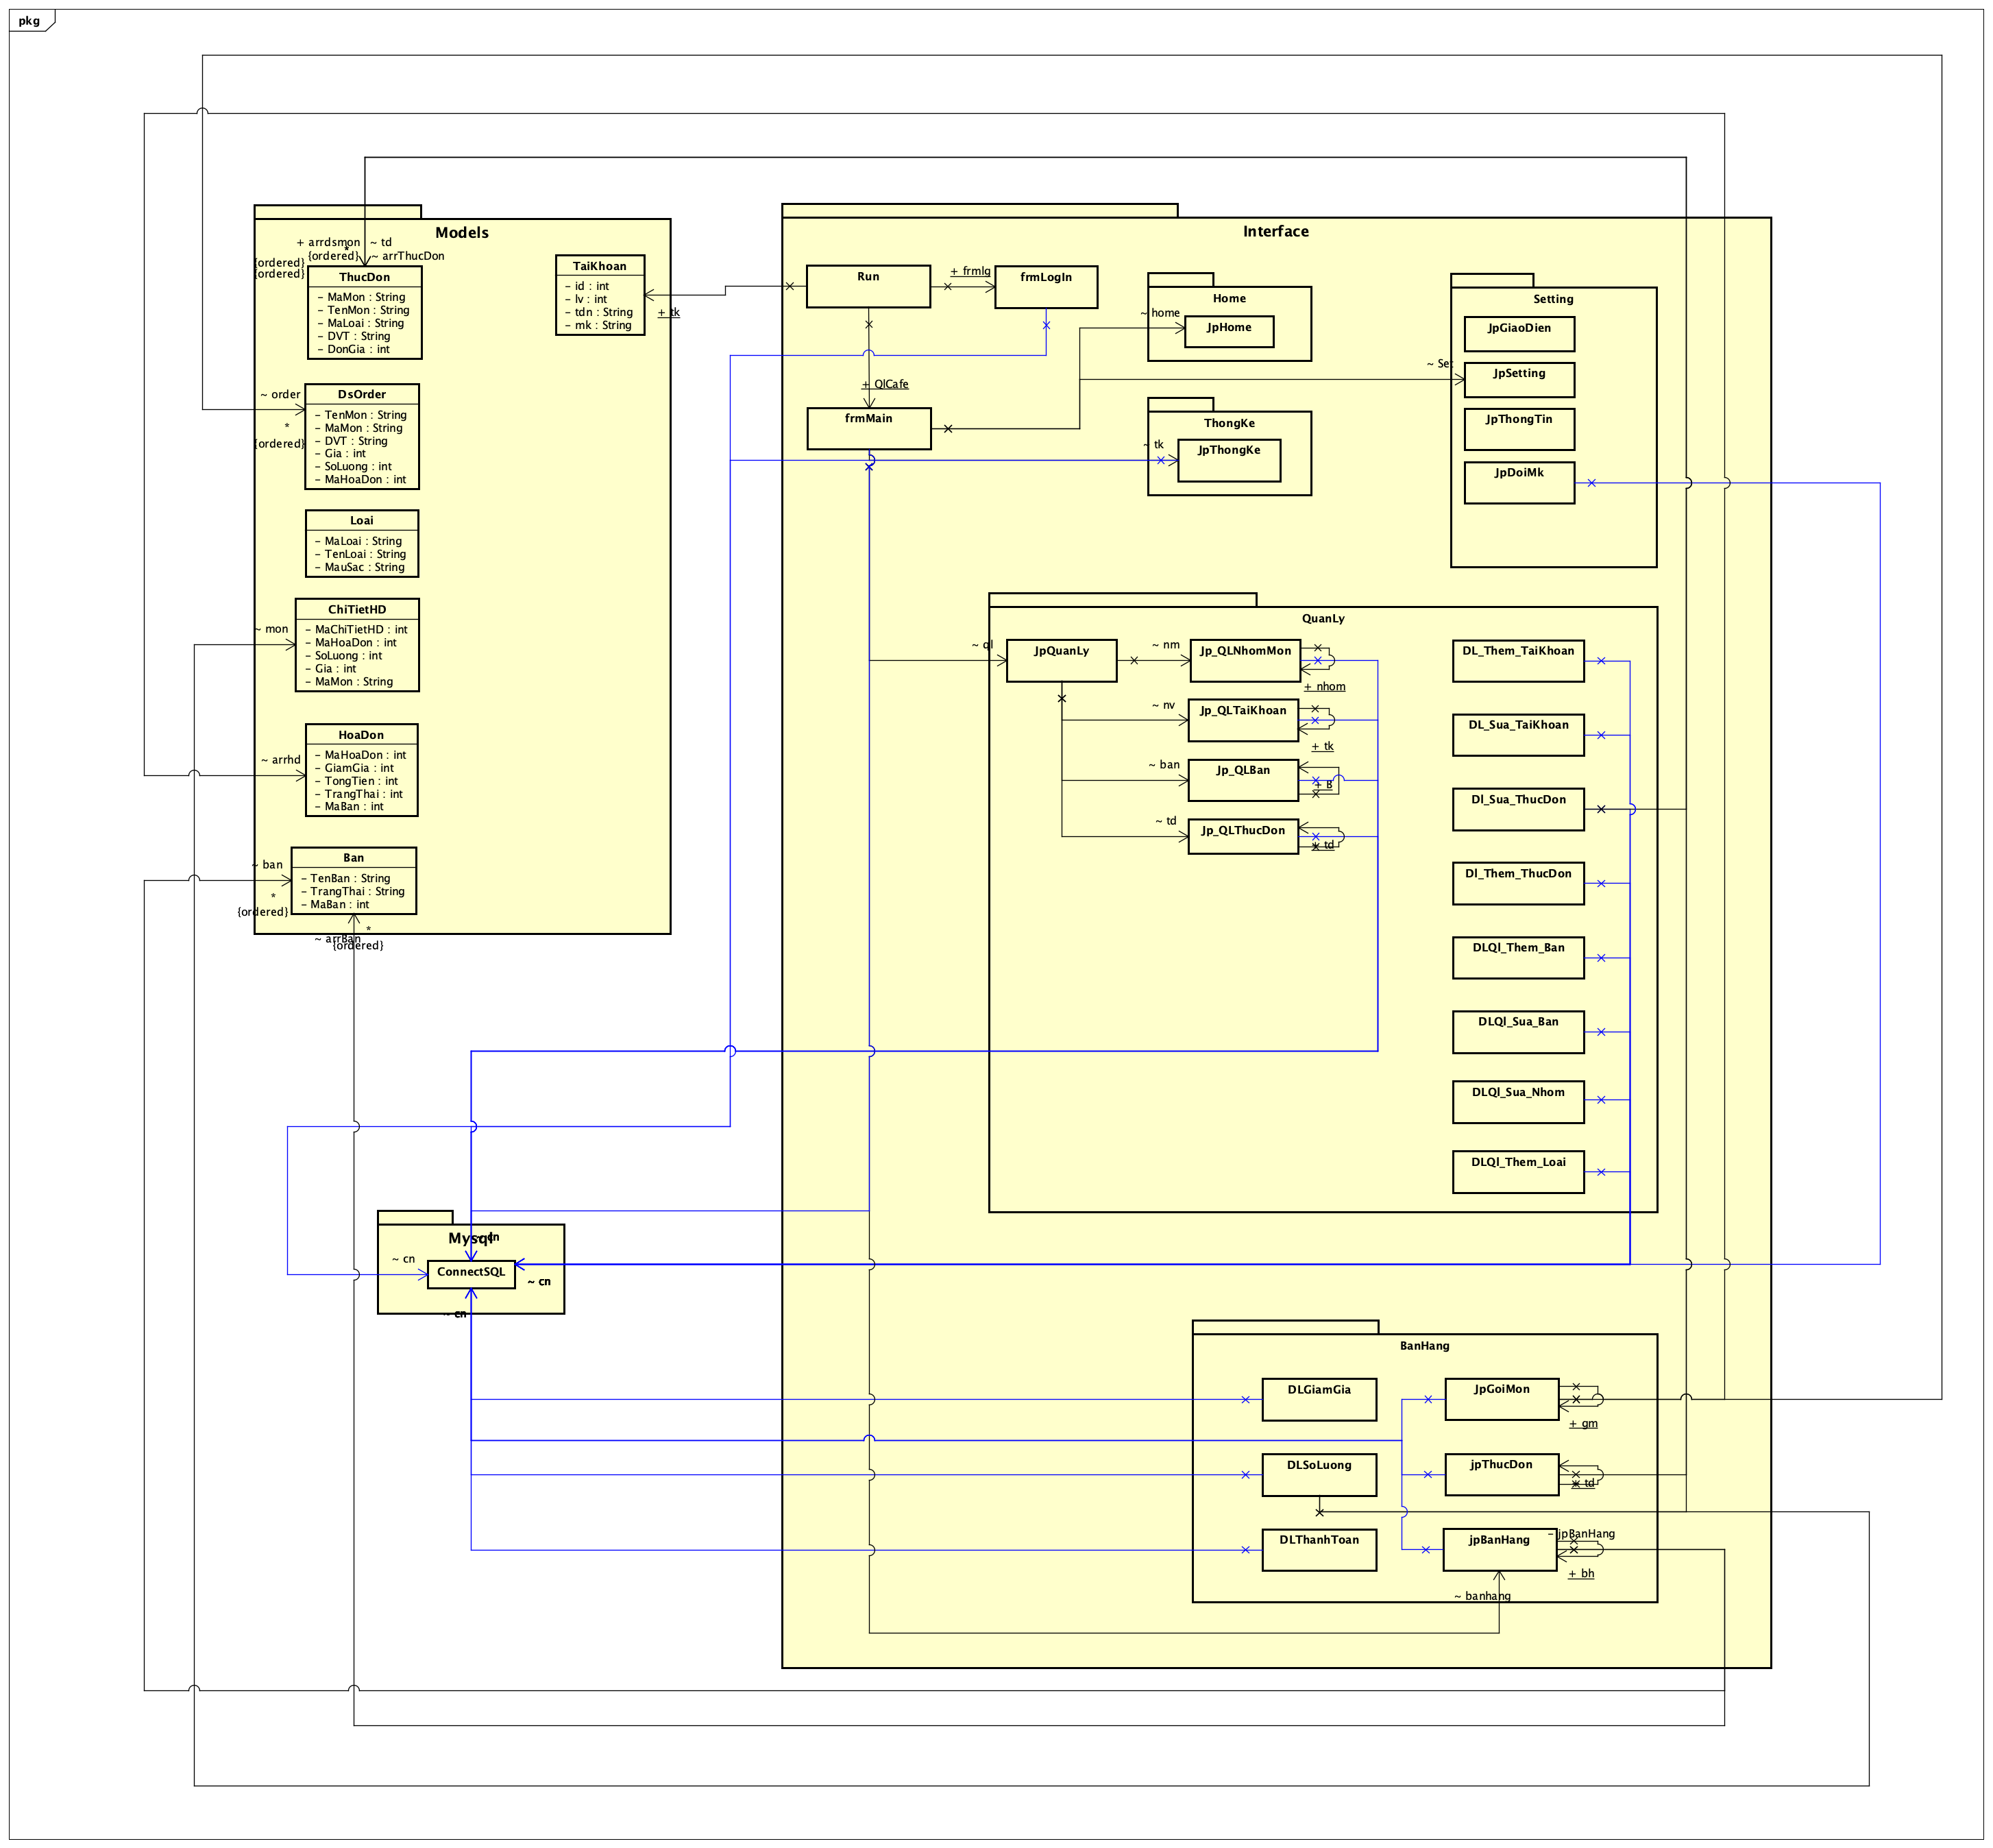 pkg
Models
+ arrdsmon
~ td
*
{ordered}
~ arrThucDon
{ordered}
{ordered}
ThucDon
- MaMon : String
- TenMon : String
- MaLoai : String
- DVT : String
- DonGia : int
TaiKhoan
- id : int
- lv : int
- tdn : String
- mk : String
+ tk
~ order
*
{ordered}
DsOrder
- TenMon : String
- MaMon : String
- DVT : String
- Gia : int
- SoLuong : int
- MaHoaDon : int
Loai
- MaLoai : String
- TenLoai : String
- MauSac : String
~ mon
ChiTietHD
- MaChiTietHD : int
- MaHoaDon : int
- SoLuong : int
- Gia : int
- MaMon : String
~ arrhd
HoaDon
- MaHoaDon : int
- GiamGia : int
- TongTien : int
- TrangThai : int
- MaBan : int
~ ban
*
{ordered}
Ban
- TenBan : String
- TrangThai : String
- MaBan : int
~ arrBan
*
{ordered}
Mysql
~ cn
~ cn
ConnectSQL
~ cn
~ cn
Interface
Run
+ frmlg
frmLogIn
+ QlCafe
frmMain
Home
~ home
JpHome
ThongKe
~ tk
JpThongKe
Setting
JpGiaoDien
~ Set
JpSetting
JpThongTin
JpDoiMk
QuanLy
~ ql
JpQuanLy
~ nm
Jp_QLNhomMon
+ nhom
~ nv
Jp_QLTaiKhoan
+ tk
~ ban
Jp_QLBan
+ B
~ td
Jp_QLThucDon
+ td
DL_Them_TaiKhoan
DL_Sua_TaiKhoan
Dl_Sua_ThucDon
Dl_Them_ThucDon
DLQl_Them_Ban
DLQl_Sua_Ban
DLQl_Sua_Nhom
DLQl_Them_Loai
BanHang
DLGiamGia
JpGoiMon
+ gm
DLSoLuong
jpThucDon
+ td
DLThanhToan
jpBanHang
- jpBanHang
+ bh
~ banhang